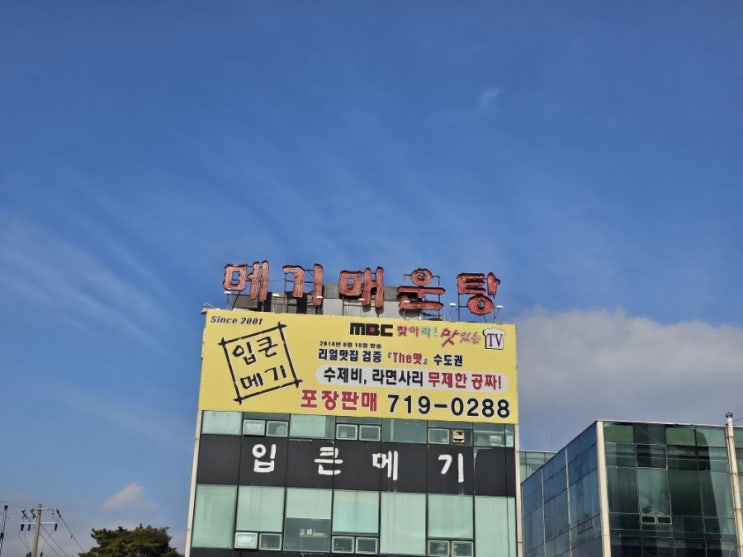 메기매운탕
Since 2001
입큰
메기
MBC 찾아라! 맛있는 TV
2014년 8월 16일 방송
리얼맛집 검증 『The맛』 수도권
수제비, 라면사리 무제한 공짜!
포장판매 719-0288
입큰메기